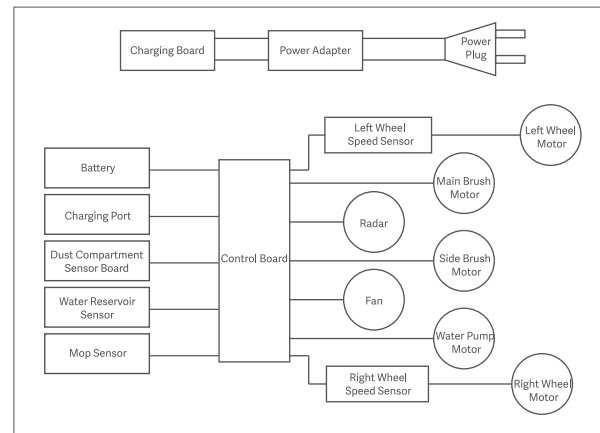 Charging Board
Power Adapter
Power
Plug
Left Wheel
Speed Sensor
Left Wheel
Motor
Battery
Main Brush
Motor
Charging Port
Radar
Dust Compartment
Sensor Board
Control Board
Side Brush
Motor
Water Reservoir
Sensor
Fan
Mop Sensor
Water Pump
Motor
Right Wheel
Speed Sensor
Right Wheel
Motor